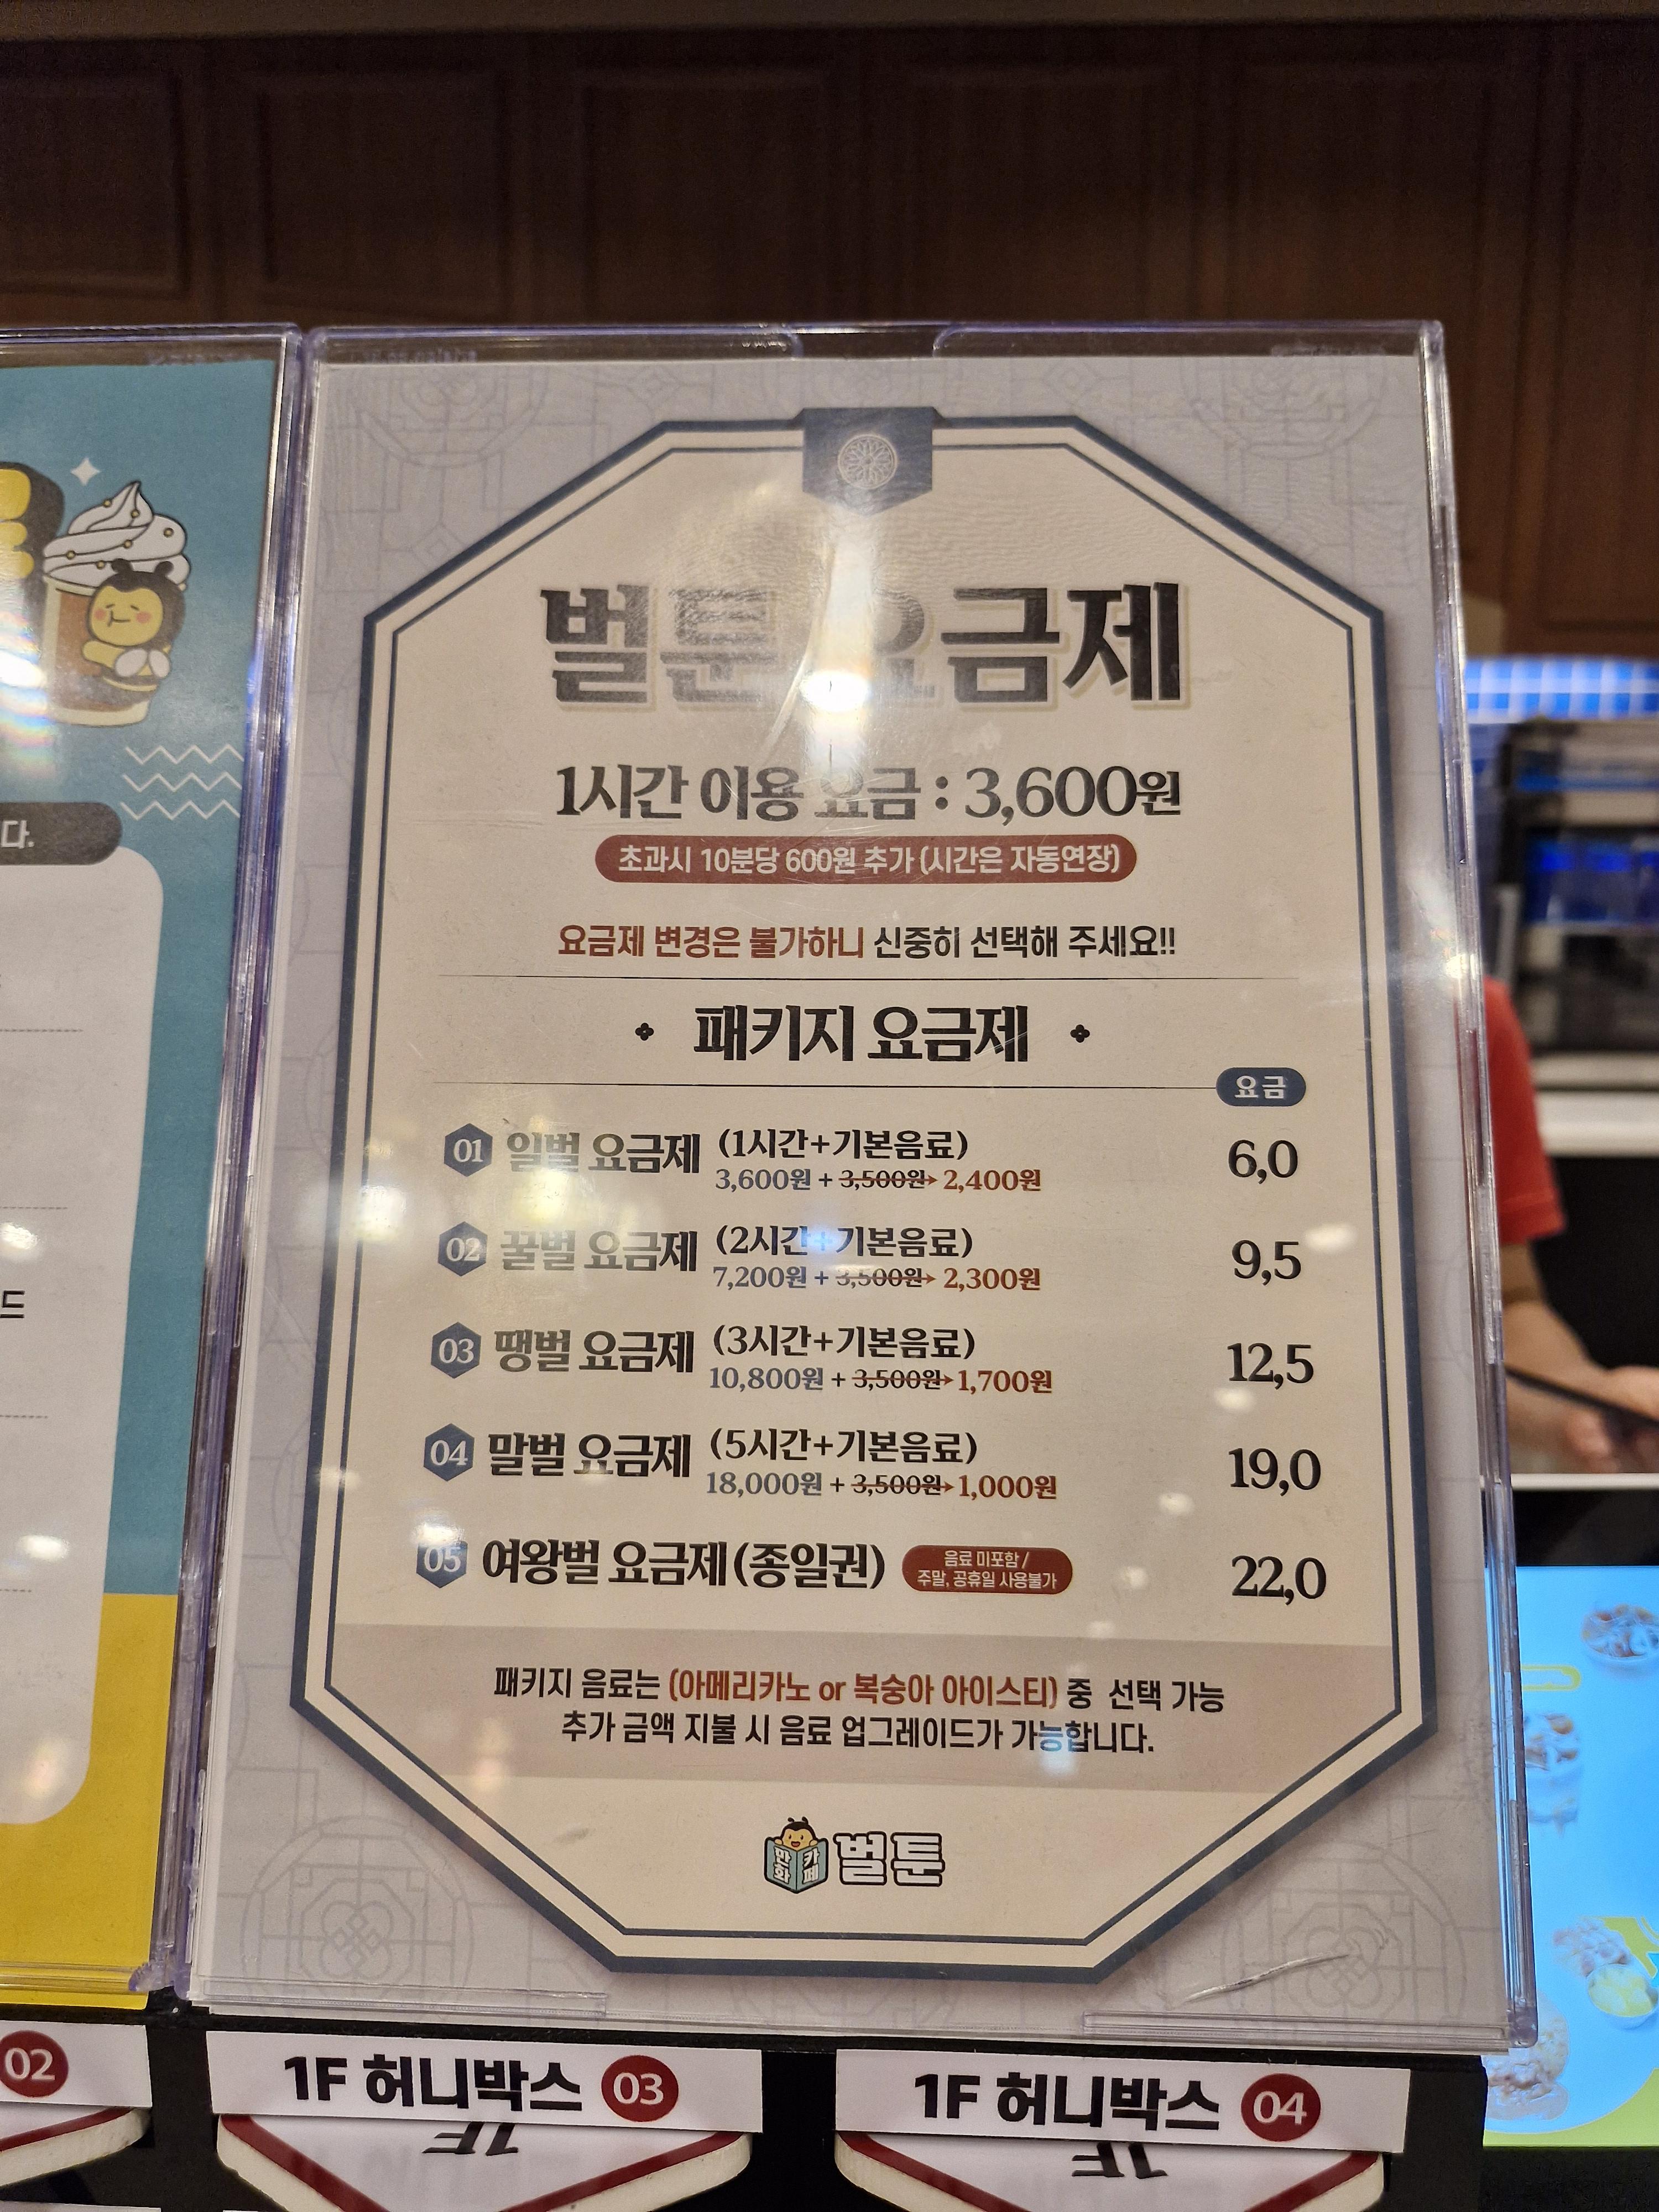 다.
드
벌툰 요금제
1시간 이용 요금 : 3,600원
초과시 10분당 600원 추가 (시간은 자동연장)
요금제 변경은 불가하니 신중히 선택해 주세요!!
패키지 요금제
요금
01 일벌 요금제 (1시간+기본음료) 6,0
3,600원 + 3,500원→ 2,400원
02 꿀벌 요금제 (2시간+기본음료) 9,5
7,200원 + 3,500원→ 2,300원
03 땡벌 요금제 (3시간+기본음료) 12,5
10,800원 + 3,500원→ 1,700원
04 말벌 요금제 (5시간+기본음료) 19,0
18,000원 + 3,500원→ 1,000원
05 여왕벌 요금제 (종일권) 22,0
음료 미포함 /
주말, 공휴일 사용불가
패키지 음료는 (아메리카노 or 복숭아 아이스티) 중 선택 가능
추가 금액 지불 시 음료 업그레이드가 가능합니다.
만화 카페 벌툰
02
1F 허니박스 03
1F 허니박스 04
1F
1F